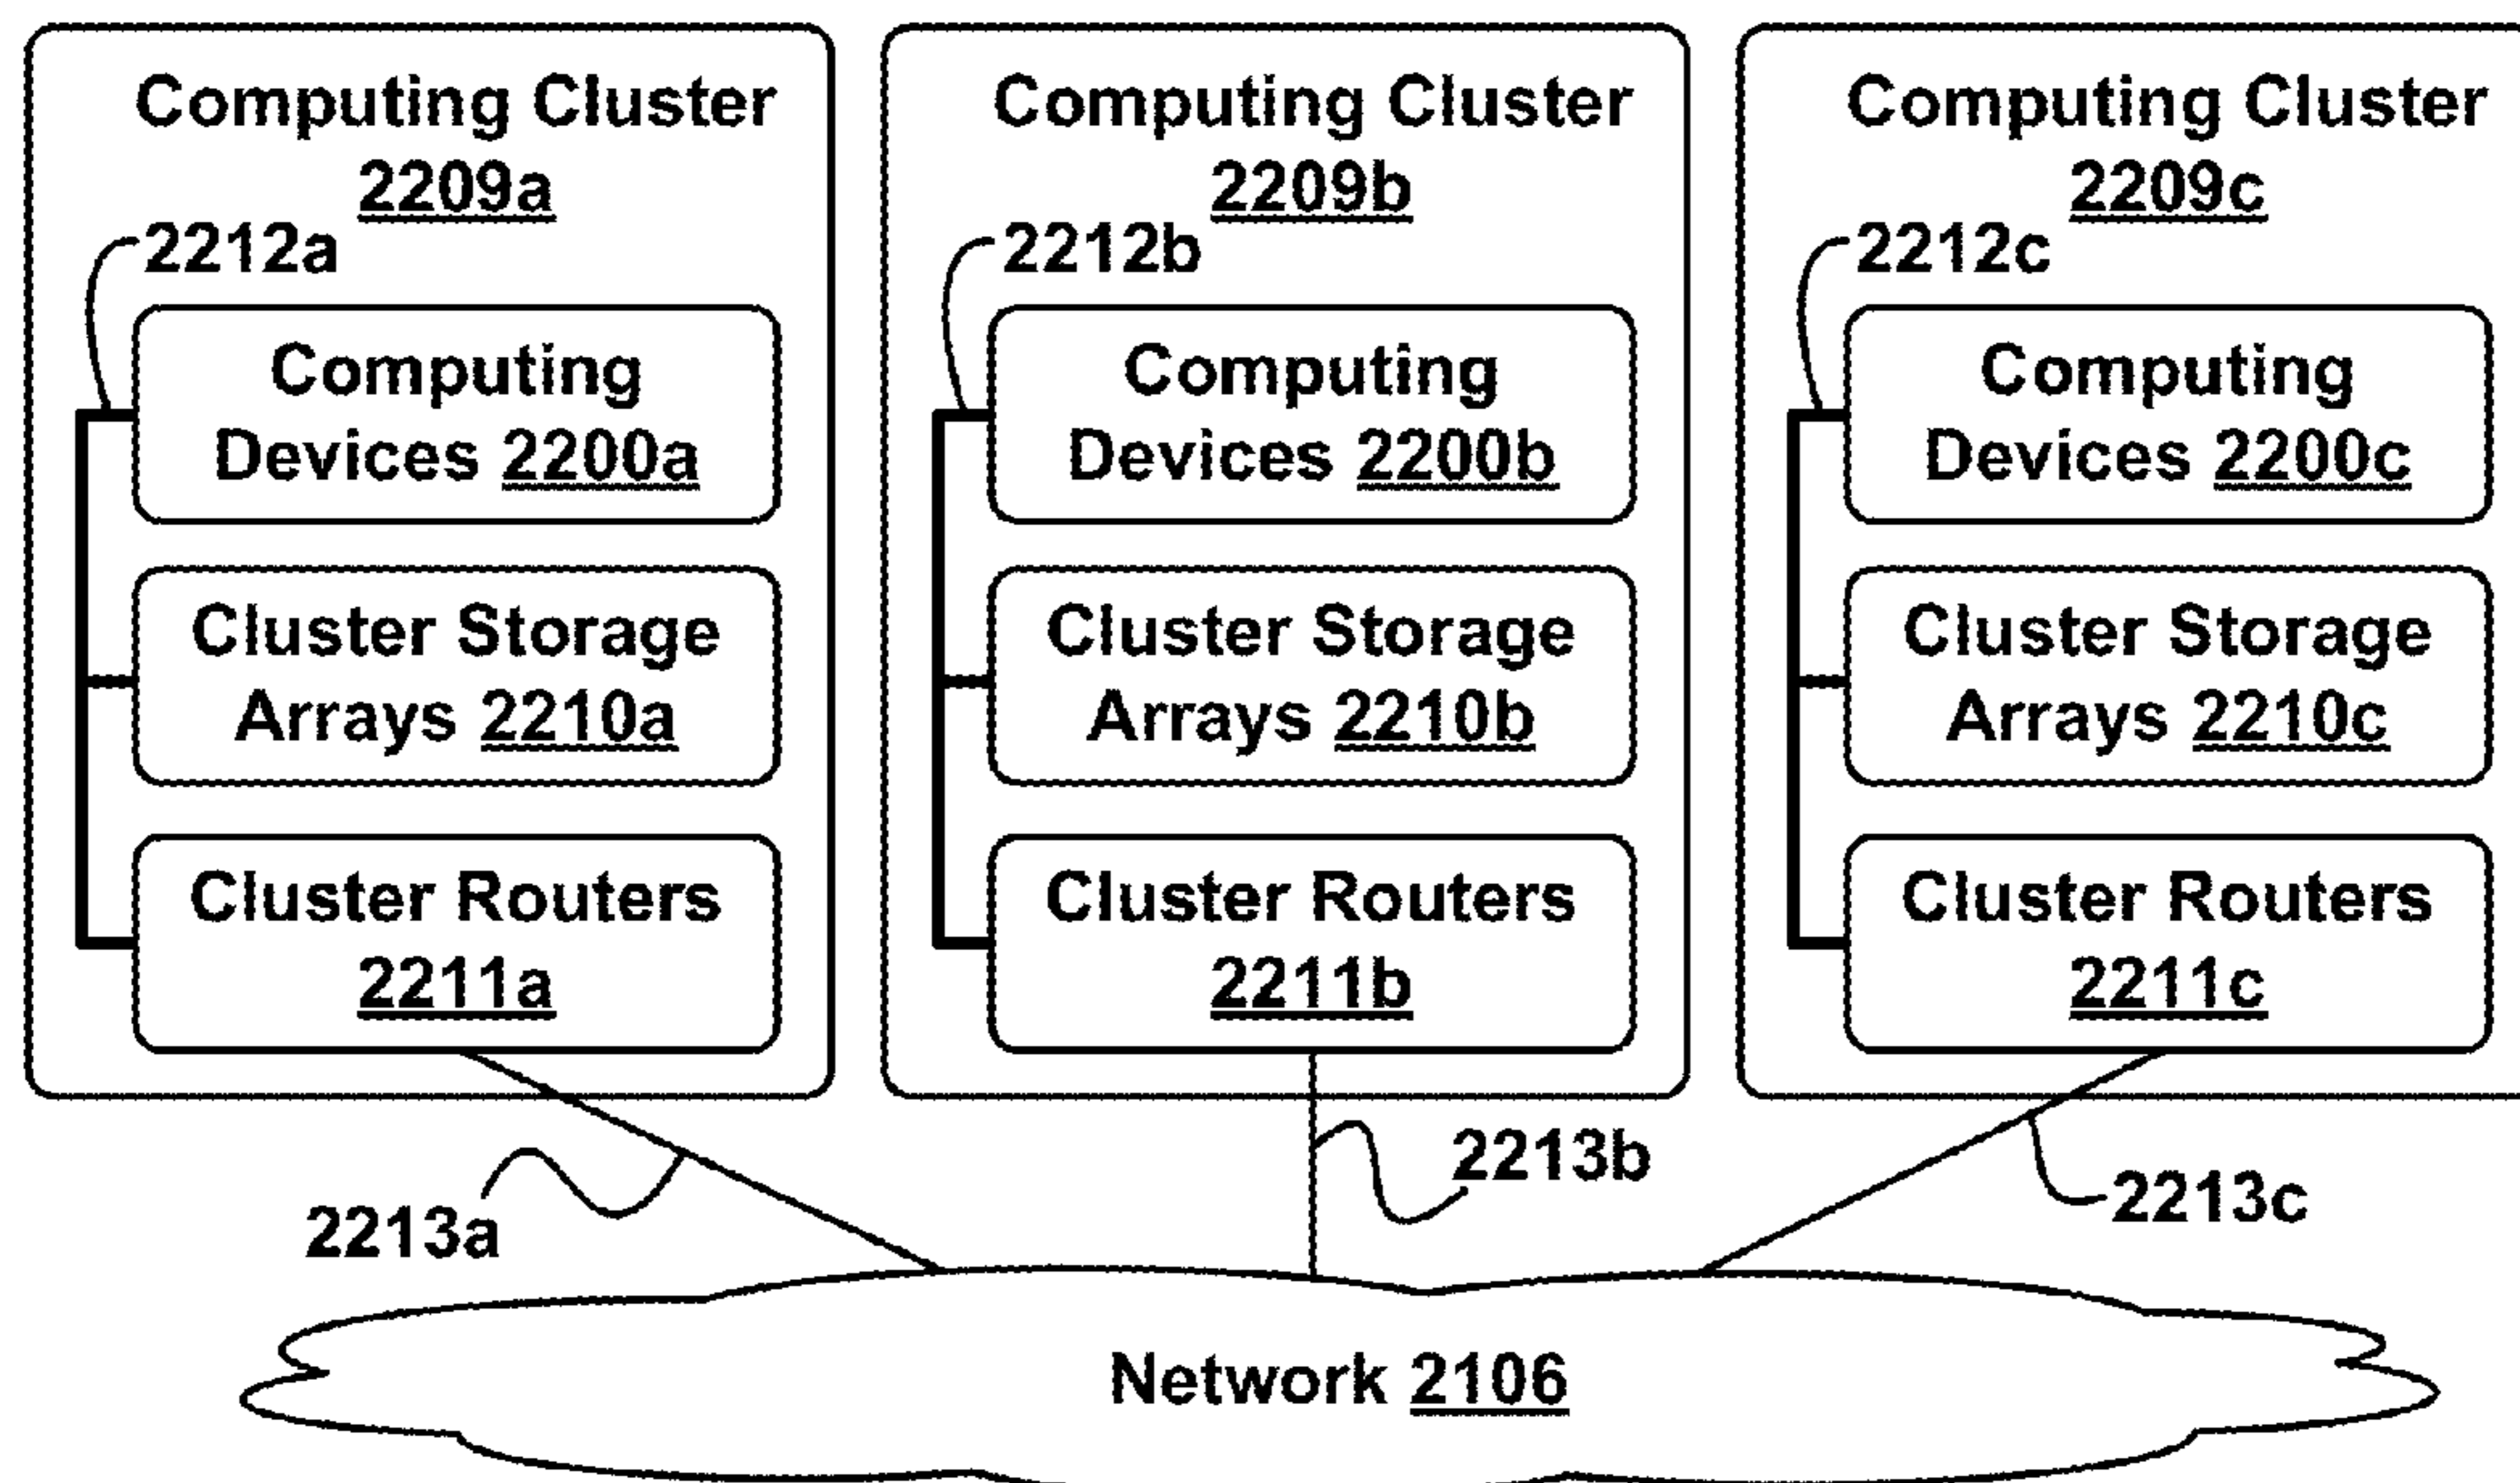 Computing Cluster
2209a
2212a
Computing
Devices 2200a
Cluster Storage
Arrays 2210a
Cluster Routers
2211a
Computing Cluster
2209b
2212b
Computing
Devices 2200b
Cluster Storage
Arrays 2210b
Cluster Routers
2211b
Computing Cluster
2209c
2212c
Computing
Devices 2200c
Cluster Storage
Arrays 2210c
Cluster Routers
2211c
2213a
2213b
2213c
Network 2106